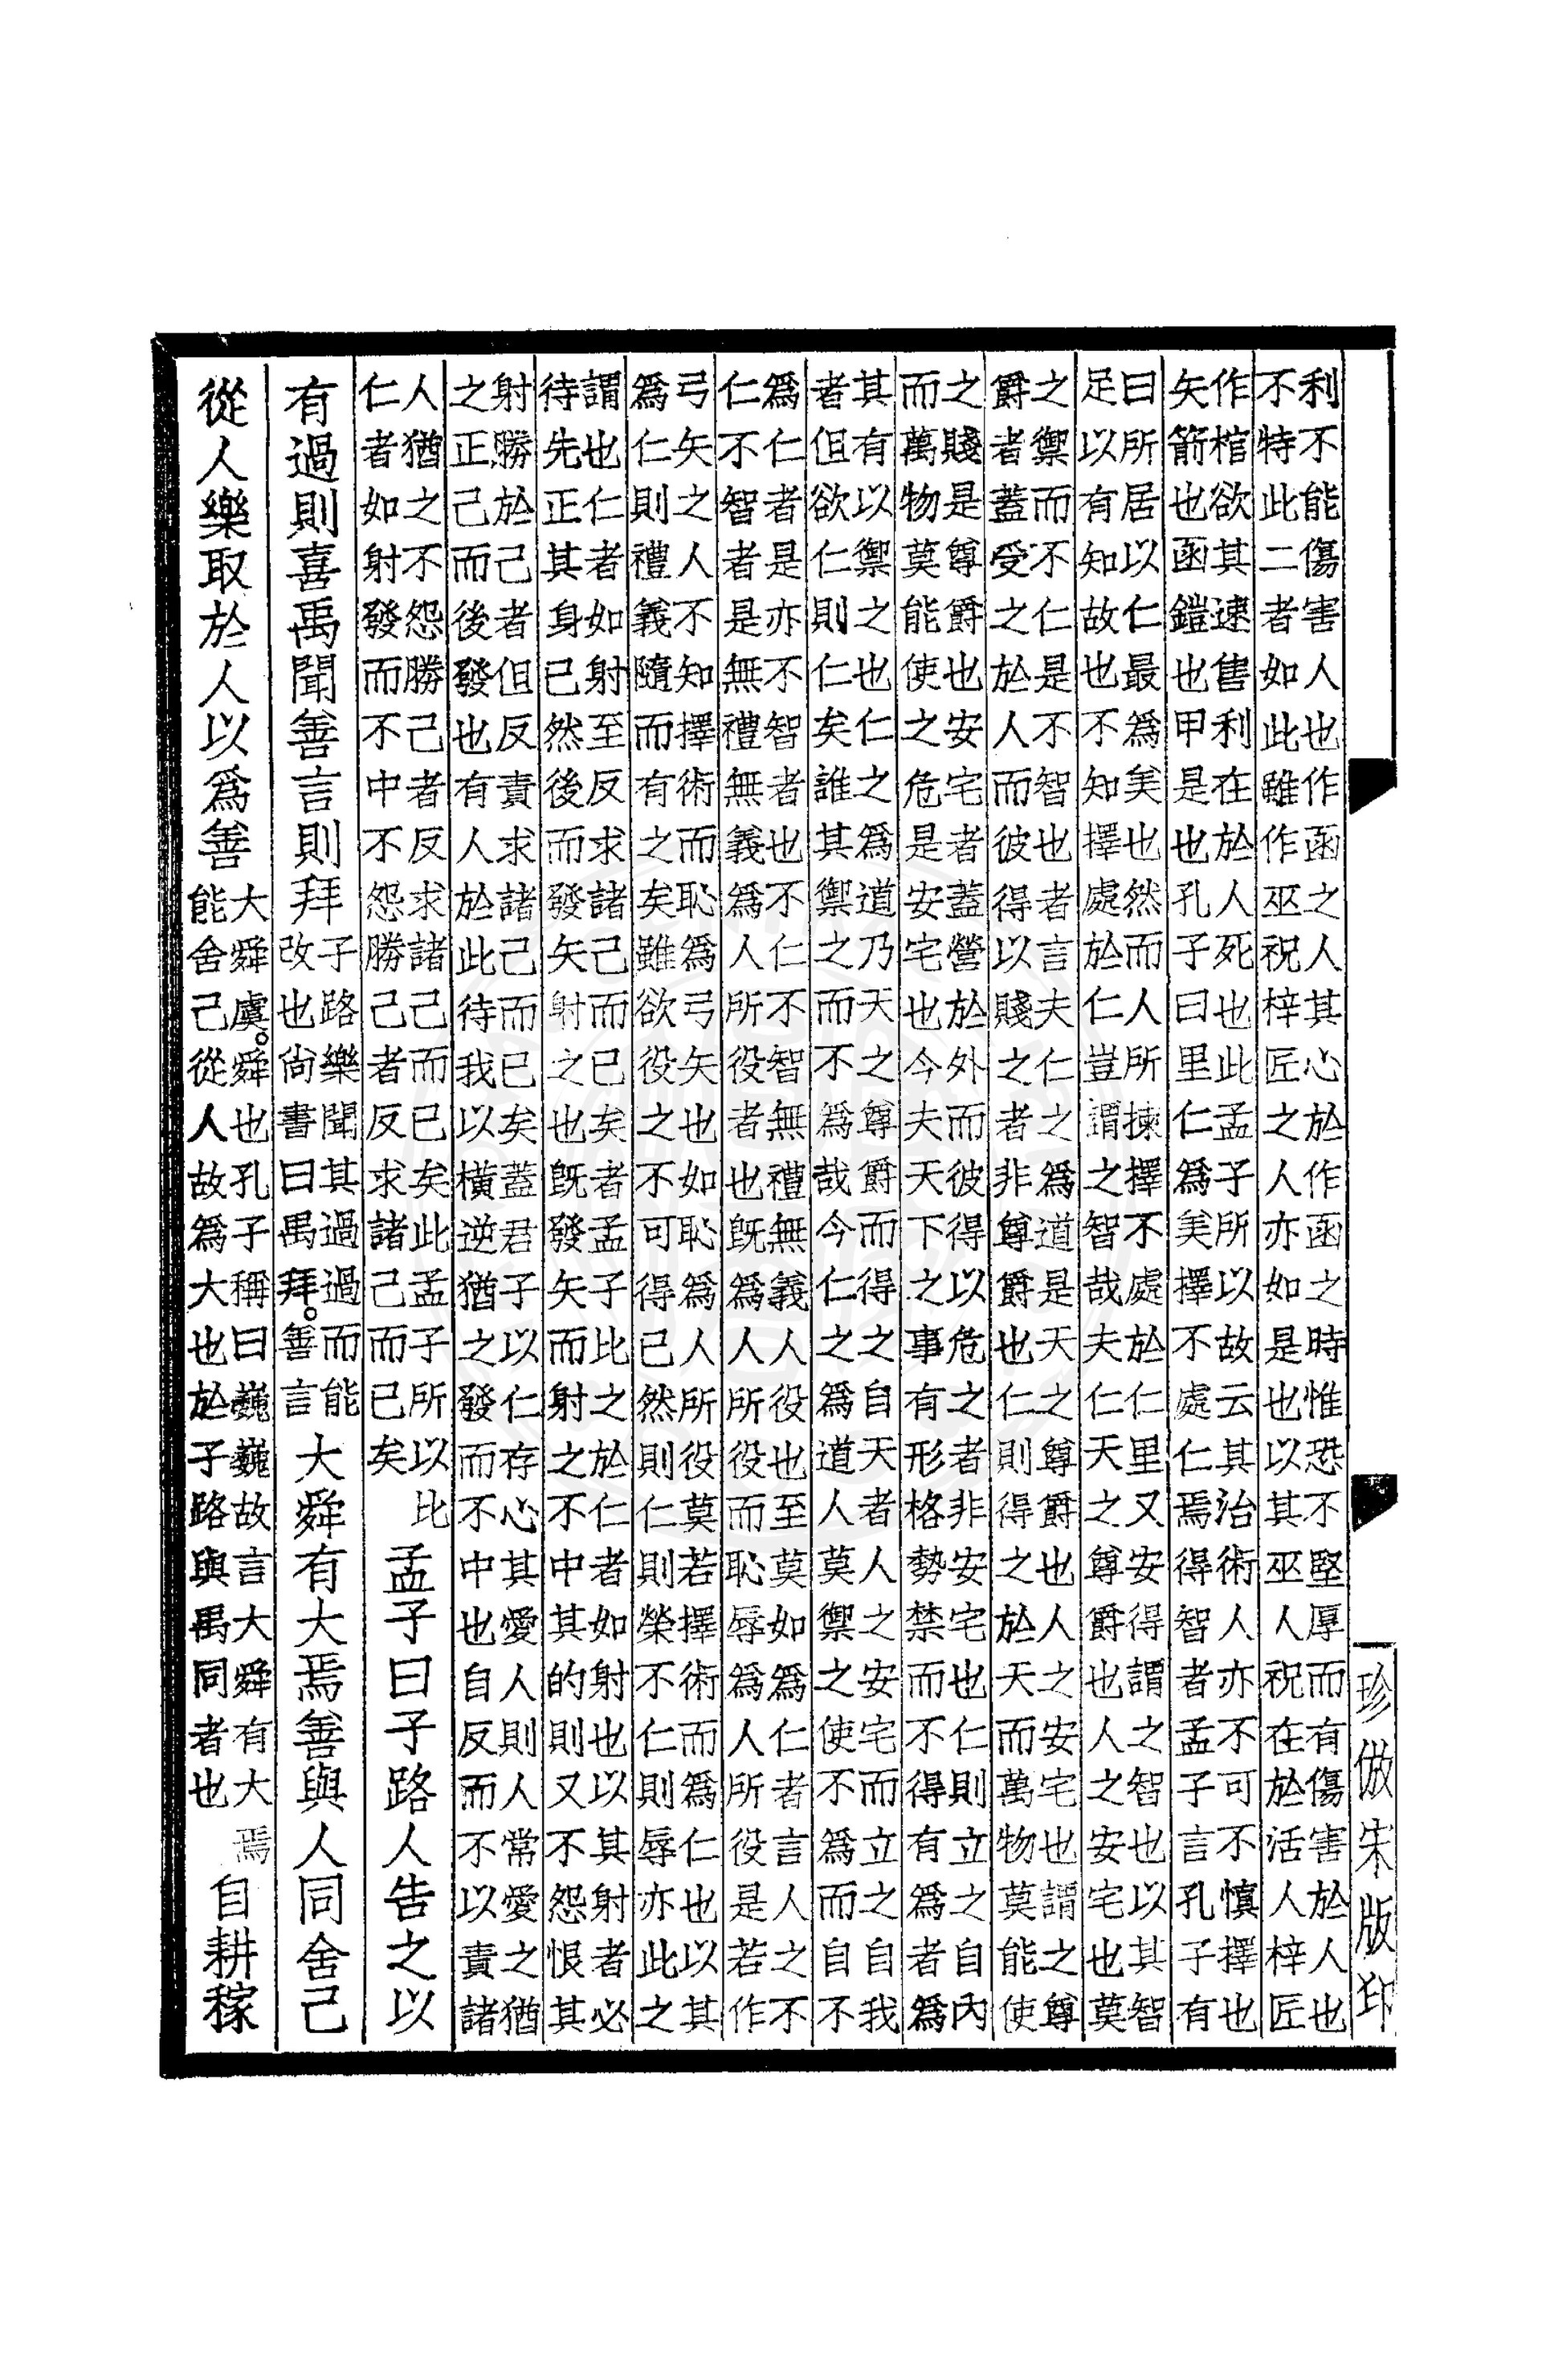 珍倣宋版印
利不能傷害人也作函之人其心於作函之時惟恐不堅厚而有傷害於人也
不特此二者如此雖作巫祝梓匠之人亦如是也以其巫人祝在於活人梓匠
作棺欲其速售利在於人死也此孟子所以故云其治術人亦不可不慎擇也
矢箭也函鎧也甲是也孔子曰里仁爲美擇不處仁焉得智者孟子言孔子有
曰所居以仁最爲美也然而人所揀擇不處於仁里又安得謂之智也以其智
足以有知故也不知擇處於仁豈謂之智哉夫仁天之尊爵也人之安宅也莫
之禦而不仁是不智也者言夫仁之爲道是天之尊爵也人之安宅也謂之尊
爵者蓋受之於人而彼得以賤之者非尊爵也仁則得之於天而萬物莫能使
之賤是尊爵也安宅者蓋營於外而彼得以危之者非安宅也仁則立之自內
而萬物莫能使之危是安宅也今夫天下之事有形格勢禁而不得有爲者爲
其有以禦之也仁之爲道乃天之尊爵而得之自天者人之安宅而立之自我
者但欲仁則仁矣誰其禦之而不爲哉今仁之爲道人莫禦之使不爲而自不
爲仁者是亦不智者也不仁不智無禮無義人役也至莫如爲仁者言人之不
仁不智者是無禮無義爲人所役者也旣爲人所役而恥辱爲人所役是若作
弓矢之人不知擇術而恥爲弓矢也如恥爲人所役莫若擇術而爲仁也以其
爲仁則禮義隨而有之矣雖欲役之不可得已然則仁則榮不仁則辱亦此之
謂也仁者如射至反求諸己而已矣者孟子比之於仁者如射也以其射者必
待先正其身已然後而發矢射之也旣發矢而射之不中其的則又不怨恨其
射勝於己者但反責求諸己而已矣蓋君子以仁存心其愛人則人常愛之猶
之正己而後發也有人於此待我以橫逆猶之發而不中也自反而不以責諸
人猶之不怨勝己者反求諸己而已矣此孟子所以比
仁者如射發而不中不怨勝己者反求諸己而已矣
孟子曰子路人告之以
有過則喜禹聞善言則拜
子路樂聞其過過而能
改也尚書曰禹拜善言
大舜有大焉善與人同舍己
從人樂取於人以爲善
大舜虞舜也孔子稱曰巍巍故言大舜有大焉
能舍己從人故爲大也於子路與禹同者也
自耕稼